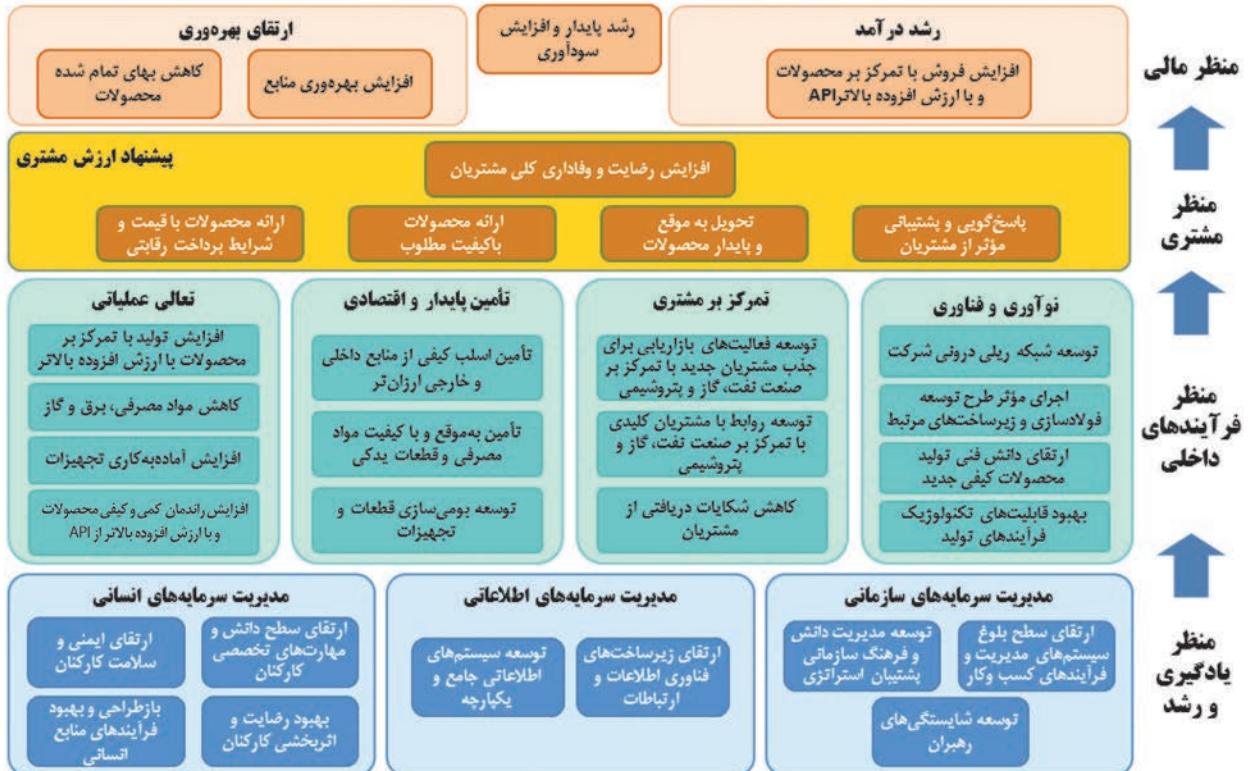 منظر مالی
رشد درآمد
افزایش فروش با تمرکز بر محصولات
و با ارزش افزوده بالاترAPI
رشد پایدار و افزایش
سودآوری
ارتقای بهره‌وری
افزایش بهره‌وری منابع
کاهش بهای تمام شده
محصولات
منظر
مشتری
پیشنهاد ارزش مشتری
افزایش رضایت و وفاداری کلی مشتریان
پاسخ‌گویی و پشتیبانی
مؤثر از مشتریان
تحویل به موقع
و پایدار محصولات
ارائه محصولات
باکیفیت مطلوب
ارائه محصولات با قیمت و
شرایط پرداخت رقابتی
منظر
فرآیندهای
داخلی
نوآوری و فناوری
توسعه شبکه ریلی درونی شرکت
اجرای مؤثر طرح توسعه
فولادسازی و زیرساخت‌های مرتبط
ارتقای دانش فنی تولید
محصولات کیفی جدید
بهبود قابلیت‌های تکنولوژیک
فرآیندهای تولید
تمرکز بر مشتری
توسعه فعالیت‌های بازاریابی برای
جذب مشتریان جدید با تمرکز بر
صنعت نفت، گاز و پتروشیمی
توسعه روابط با مشتریان کلیدی
با تمرکز بر صنعت نفت، گاز و
پتروشیمی
کاهش شکایات دریافتی از
مشتریان
تأمین پایدار و اقتصادی
تأمین اسلب کیفی از منابع داخلی
و خارجی ارزان‌تر
تأمین به‌موقع و با کیفیت مواد
مصرفی و قطعات یدکی
توسعه بومی‌سازی قطعات و
تجهیزات
تعالی عملیاتی
افزایش تولید با تمرکز بر
محصولات با ارزش افزوده بالاتر
کاهش مواد مصرفی، برق و گاز
افزایش آماده‌به‌کاری تجهیزات
افزایش راندمان کمی و کیفی محصولات
و با ارزش افزوده بالاتر از API
منظر
یادگیری
و رشد
مدیریت سرمایه‌های سازمانی
ارتقای سطح بلوغ
سیستم‌های مدیریت و
فرآیندهای کسب وکار
توسعه مدیریت دانش
و فرهنگ سازمانی
پشتیبان استراتژی
توسعه شایستگی‌های
رهبران
مدیریت سرمایه‌های اطلاعاتی
ارتقای زیرساخت‌های
فناوری اطلاعات و
ارتباطات
توسعه سیستم‌های
اطلاعاتی جامع و
یکپارچه
مدیریت سرمایه‌های انسانی
ارتقای سطح دانش و
مهارت‌های تخصصی
کارکنان
ارتقای ایمنی و
سلامت کارکنان
بهبود رضایت و
اثربخشی کارکنان
بازطراحی و بهبود
فرآیندهای منابع
انسانی